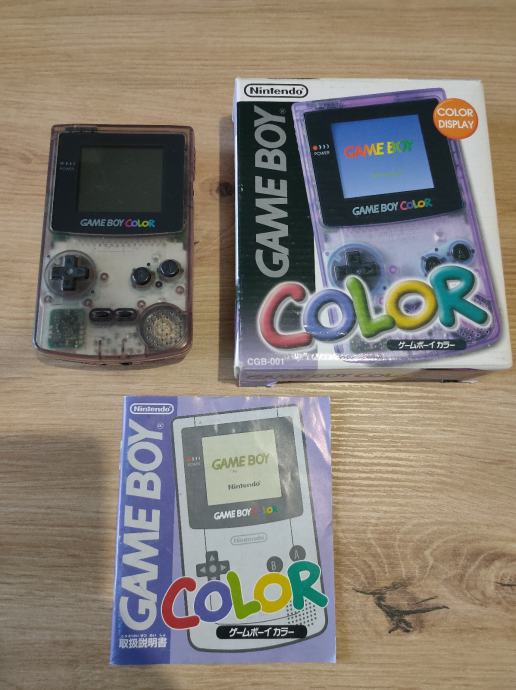 POWER
GAME BOY COLOR
Nintendo®
GAME BOY®
COLOR
DISPLAY
POWER
GAME BOY
GAME BOY COLOR
COLOR
ゲームボーイ カラー
CGB-001
Nintendo®
GAME BOY®
POWER
GAME BOY
Nintendo®
GAME BOY COLOR
Nintendo
B A
COLOR
ゲームボーイ カラー
取扱説明書